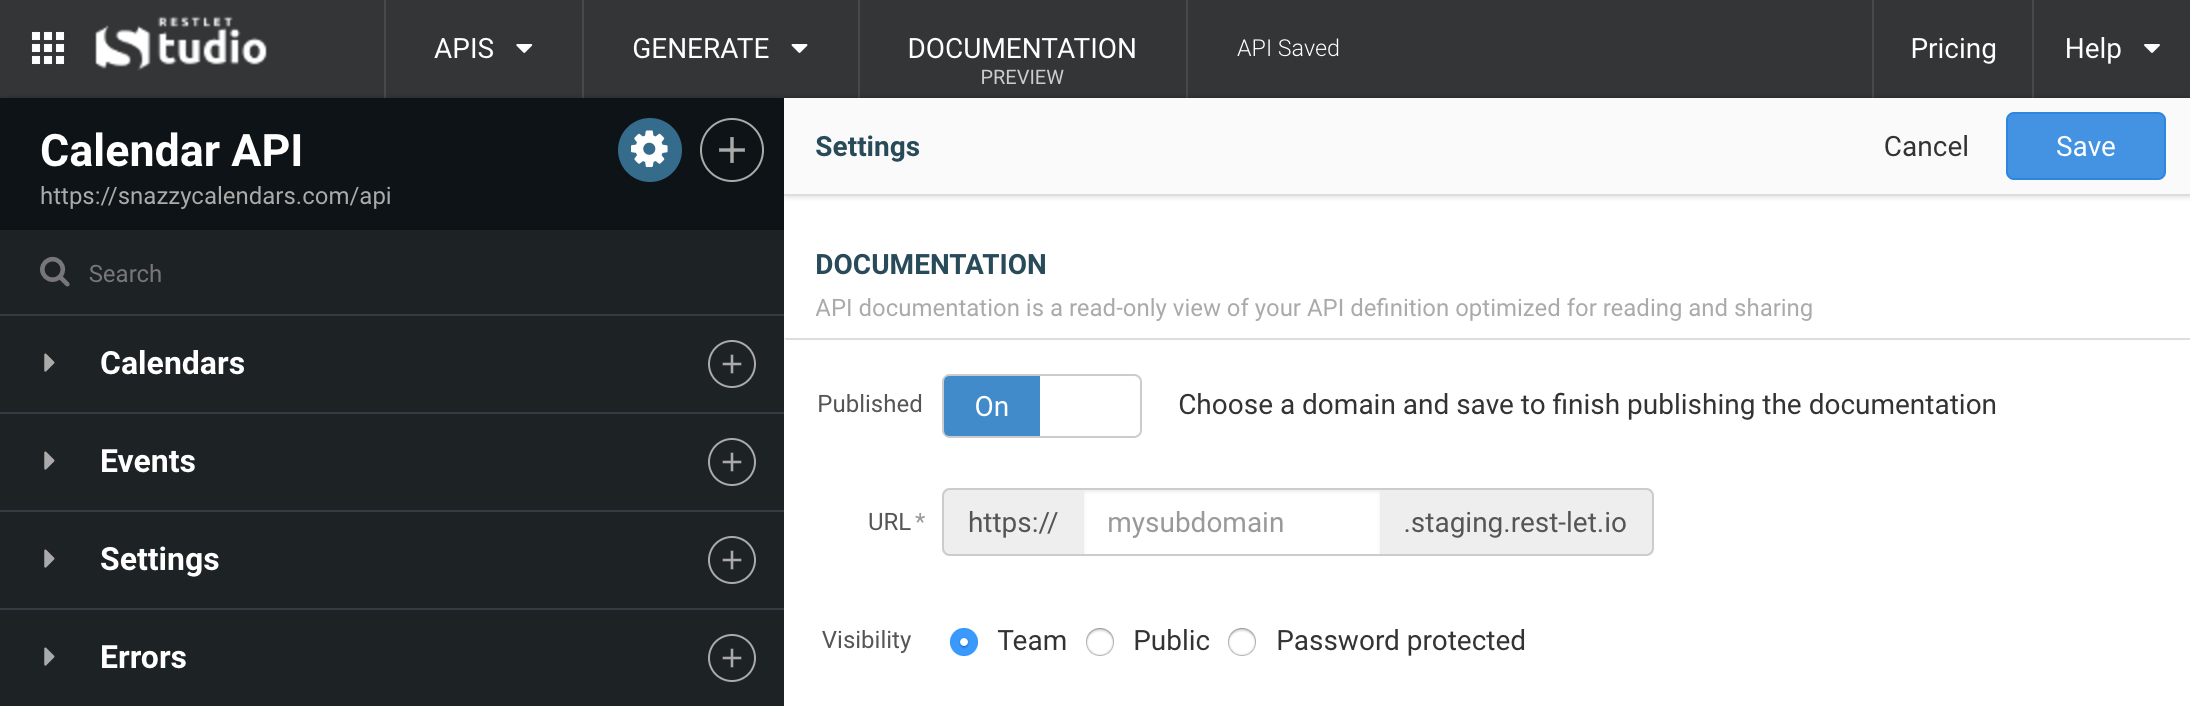 RESTLET
Studio
APIS
GENERATE
DOCUMENTATION
PREVIEW
API Saved
Pricing
Help
Calendar API
https://snazzycalendars.com/api
Search
Calendars
Events
Settings
Errors
Settings
Cancel
Save
DOCUMENTATION
API documentation is a read-only view of your API definition optimized for reading and sharing
Published On Choose a domain and save to finish publishing the documentation
URL * https:// mysubdomain .staging.rest-let.io
Visibility Team Public Password protected